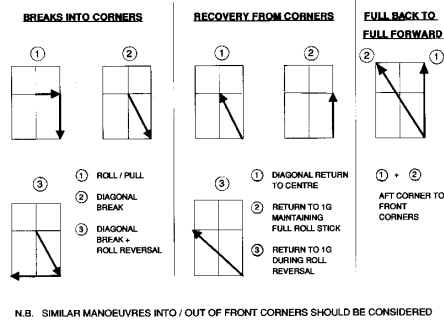 BREAKS INTO CORNERS
1
2
3
1 ROLL / PULL
2 DIAGONAL
BREAK
3 DIAGONAL
BREAK +
ROLL REVERSAL
RECOVERY FROM CORNERS
1
2
3
1 DIAGONAL RETURN
TO CENTRE
2 RETURN TO 1G
MAINTAINING
FULL ROLL STICK
3 RETURN TO 1G
DURING ROLL
REVERSAL
FULL BACK TO
FULL FORWARD
2
1
1 + 2
AFT CORNER TO
FRONT
CORNERS
N.B. SIMILAR MANOEUVRES INTO / OUT OF FRONT CORNERS SHOULD BE CONSIDERED